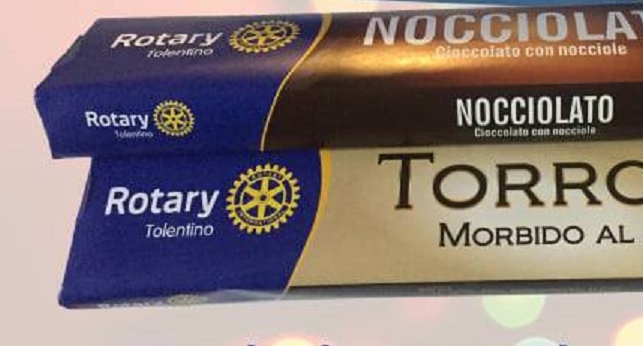 Rotary
Tolentino
NOCCIOLA
Cioccolato con nocciole
Rotary
Tolentino
NOCCIOLATO
Cioccolato con nocciole
Rotary
Tolentino
TORRO
MORBIDO AL